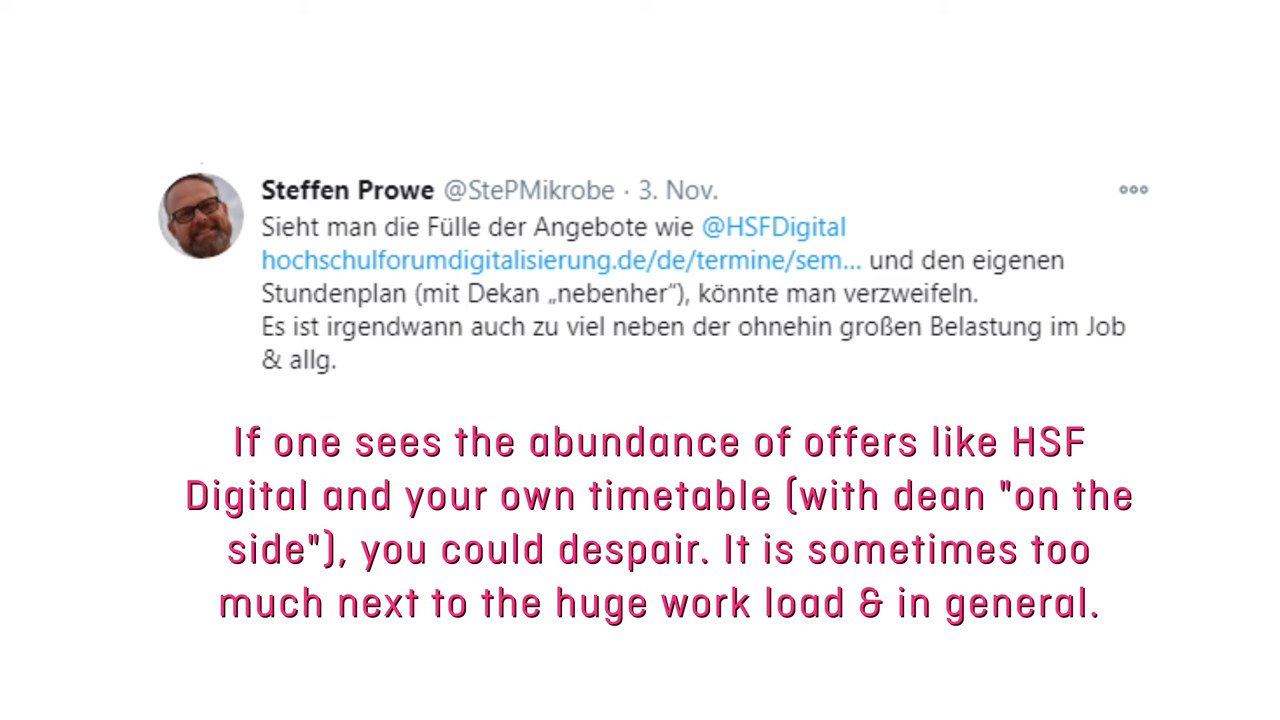 Steffen Prowe @StePMikrobe · 3. Nov.
Sieht man die Fülle der Angebote wie @HSFDigital
hochschulforumdigitalisierung.de/de/termine/sem... und den eigenen
Stundenplan (mit Dekan „nebenher“), könnte man verzweifeln.
Es ist irgendwann auch zu viel neben der ohnehin großen Belastung im Job
& allg.
If one sees the abundance of offers like HSF
Digital and your own timetable (with dean "on the
side"), you could despair. It is sometimes too
much next to the huge work load & in general.